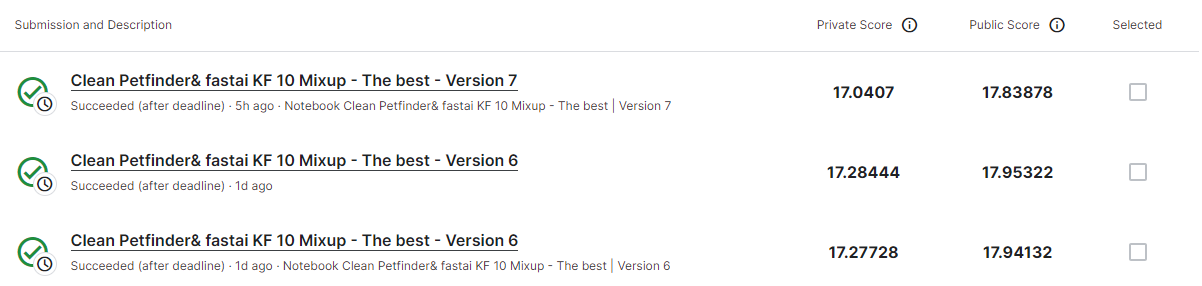 Submission and Description Private Score Public Score Selected
Clean Petfinder& fastai KF 10 Mixup - The best - Version 7
Succeeded (after deadline) · 5h ago · Notebook Clean Petfinder& fastai KF 10 Mixup - The best | Version 7
17.0407 17.83878
Clean Petfinder& fastai KF 10 Mixup - The best - Version 6
Succeeded (after deadline) · 1d ago
17.28444 17.95322
Clean Petfinder& fastai KF 10 Mixup - The best - Version 6
Succeeded (after deadline) · 1d ago · Notebook Clean Petfinder& fastai KF 10 Mixup - The best | Version 6
17.27728 17.94132